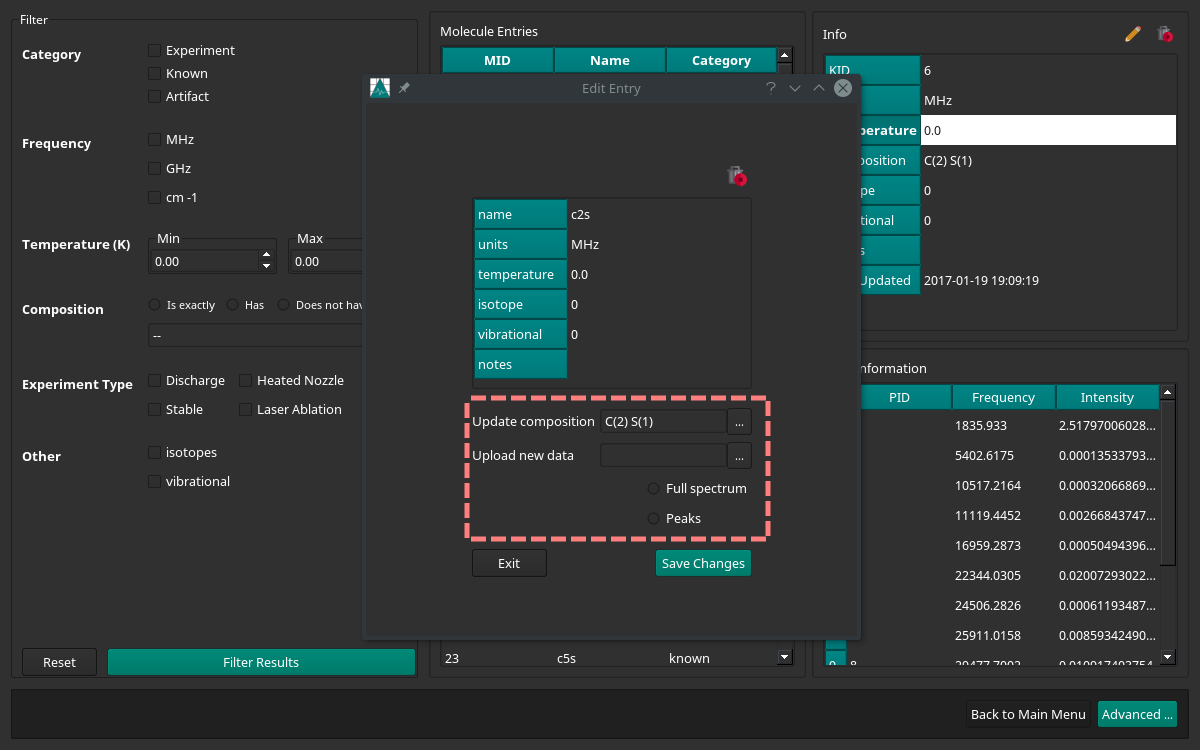 Filter
Category
Experiment
Known
Artifact
Frequency
MHz
GHz
cm -1
Temperature (K)
Min
Max
0.00
0.00
Composition
Is exactly
Has
Does not hav
--
Experiment Type
Discharge
Heated Nozzle
Stable
Laser Ablation
Other
isotopes
vibrational
Reset
Filter Results
Molecule Entries
MID Name Category
23 c5s known
Edit Entry
?
name c2s
units MHz
temperature 0.0
isotope 0
vibrational 0
notes
Update composition C(2) S(1) ...
Upload new data ...
Full spectrum
Peaks
Exit
Save Changes
Info
KID 6
MHz
perature 0.0
position C(2) S(1)
pe 0
tional 0
s
Updated 2017-01-19 19:09:19
nformation
PID Frequency Intensity
1835.933 2.51797006028...
5402.6175 0.00013533793...
10517.2164 0.00032066869...
11119.4452 0.00266843747...
16959.2873 0.00050494396...
22344.0305 0.02007293022...
24506.2826 0.00061193487...
25911.0158 0.00859342490...
Back to Main Menu
Advanced ...